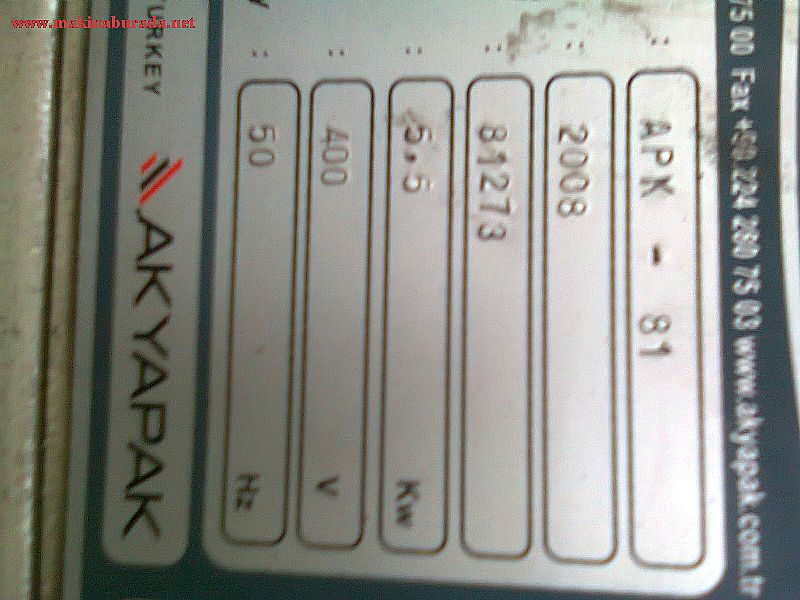 www.makinaburada.net
75 00 Fax +90 224 280 75 03 www.akyapak.com.tr
: APK - 81
: 2008
: 81273
: 5,5 Kw
: 400 V
: 50 Hz
AKYAPAK
TURKEY